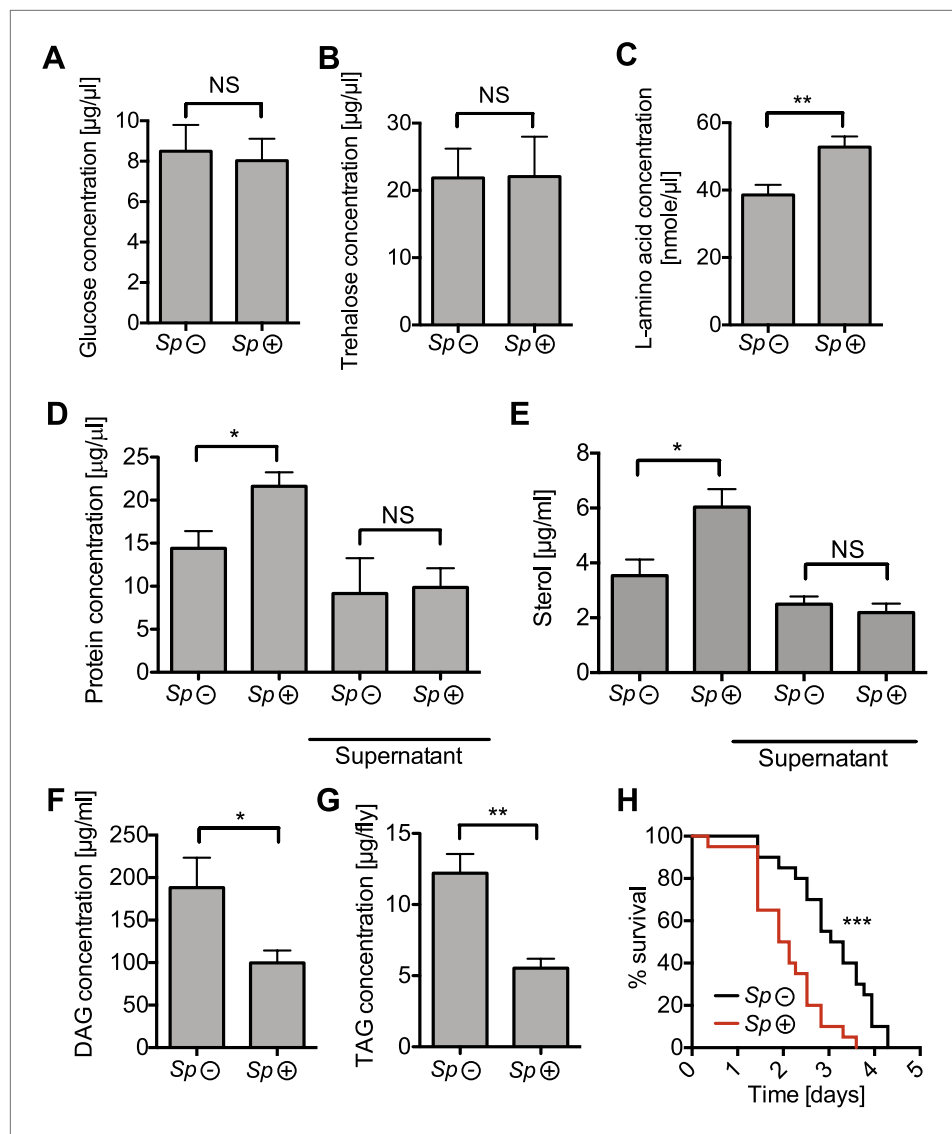 A
Glucose concentration [µg/µl]
NS
10
8
6
4
2
0
Sp ⊖
Sp ⊕
B
Trehalose concentration [µg/µl]
NS
30
20
10
0
Sp ⊖
Sp ⊕
C
L-amino acid concentration
[nmole/µl]
**
60
40
20
0
Sp ⊖
Sp ⊕
D
Protein concentration [µg/µl]
*
NS
25
20
15
10
5
0
Sp ⊖
Sp ⊕
Sp ⊖
Sp ⊕
Supernatant
E
Sterol [µg/ml]
*
NS
8
6
4
2
0
Sp ⊖
Sp ⊕
Sp ⊖
Sp ⊕
Supernatant
F
DAG concentration [µg/ml]
*
250
200
150
100
50
0
Sp ⊖
Sp ⊕
G
TAG concentration [µg/fly]
**
15
10
5
0
Sp ⊖
Sp ⊕
H
% survival
100
80
60
40
20
0
***
Sp ⊖
Sp ⊕
0
1
2
3
4
5
Time [days]